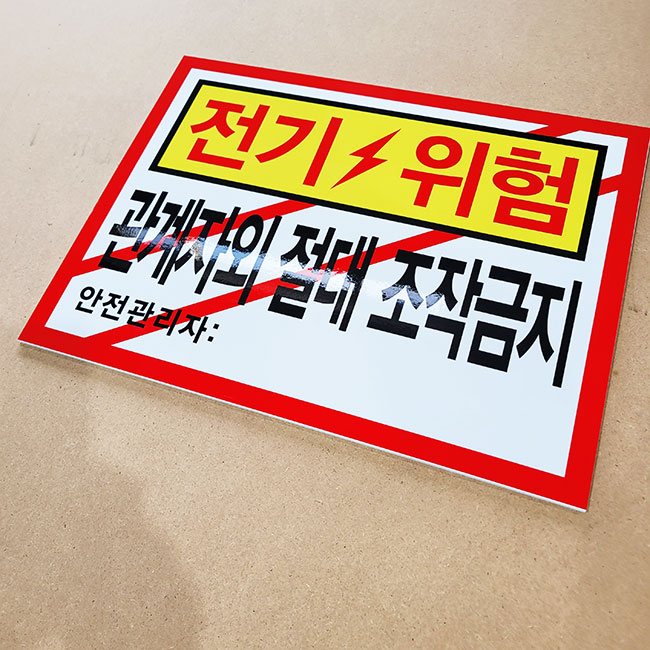 전기 위험
관계자외 절대 조작금지
안전관리자: